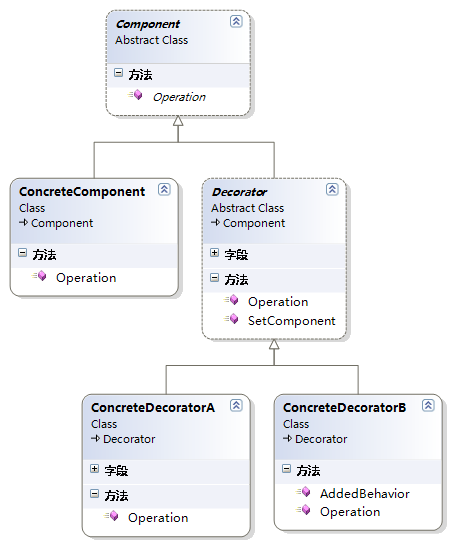 Component
Abstract Class
方法
Operation
ConcreteComponent
Class
Component
方法
Operation
Decorator
Abstract Class
Component
字段
方法
Operation
SetComponent
ConcreteDecoratorA
Class
Decorator
字段
方法
Operation
ConcreteDecoratorB
Class
Decorator
方法
AddedBehavior
Operation